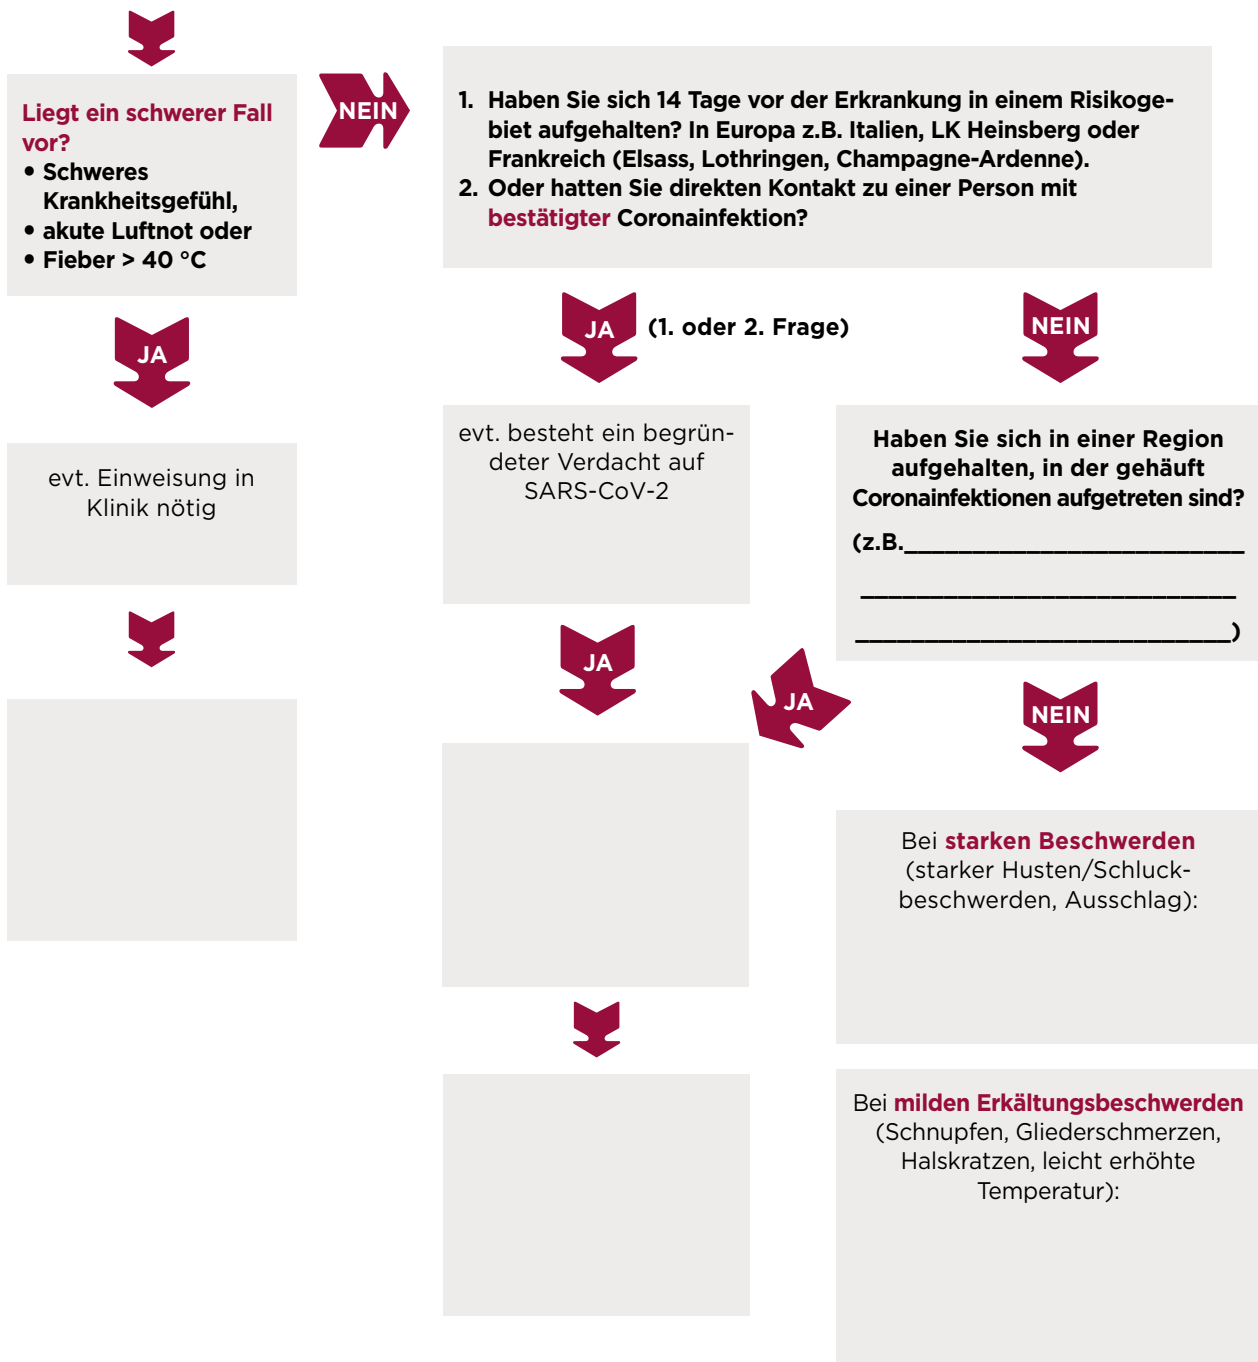 Liegt ein schwerer Fall
vor?
• Schweres
Krankheitsgefühl,
• akute Luftnot oder
• Fieber > 40 °C
NEIN
1. Haben Sie sich 14 Tage vor der Erkrankung in einem Risikoge-
biet aufgehalten? In Europa z.B. Italien, LK Heinsberg oder
Frankreich (Elsass, Lothringen, Champagne-Ardenne).
2. Oder hatten Sie direkten Kontakt zu einer Person mit
bestätigter Coronainfektion?
JA
evt. Einweisung in
Klinik nötig
JA (1. oder 2. Frage)
evt. besteht ein begrün-
deter Verdacht auf
SARS-CoV-2
JA
NEIN
Haben Sie sich in einer Region
aufgehalten, in der gehäuft
Coronainfektionen aufgetreten sind?
(z.B._________________________
____________________________
____________________________)
JA
NEIN
Bei starken Beschwerden
(starker Husten/Schluck-
beschwerden, Ausschlag):
Bei milden Erkältungsbeschwerden
(Schnupfen, Gliederschmerzen,
Halskratzen, leicht erhöhte
Temperatur):